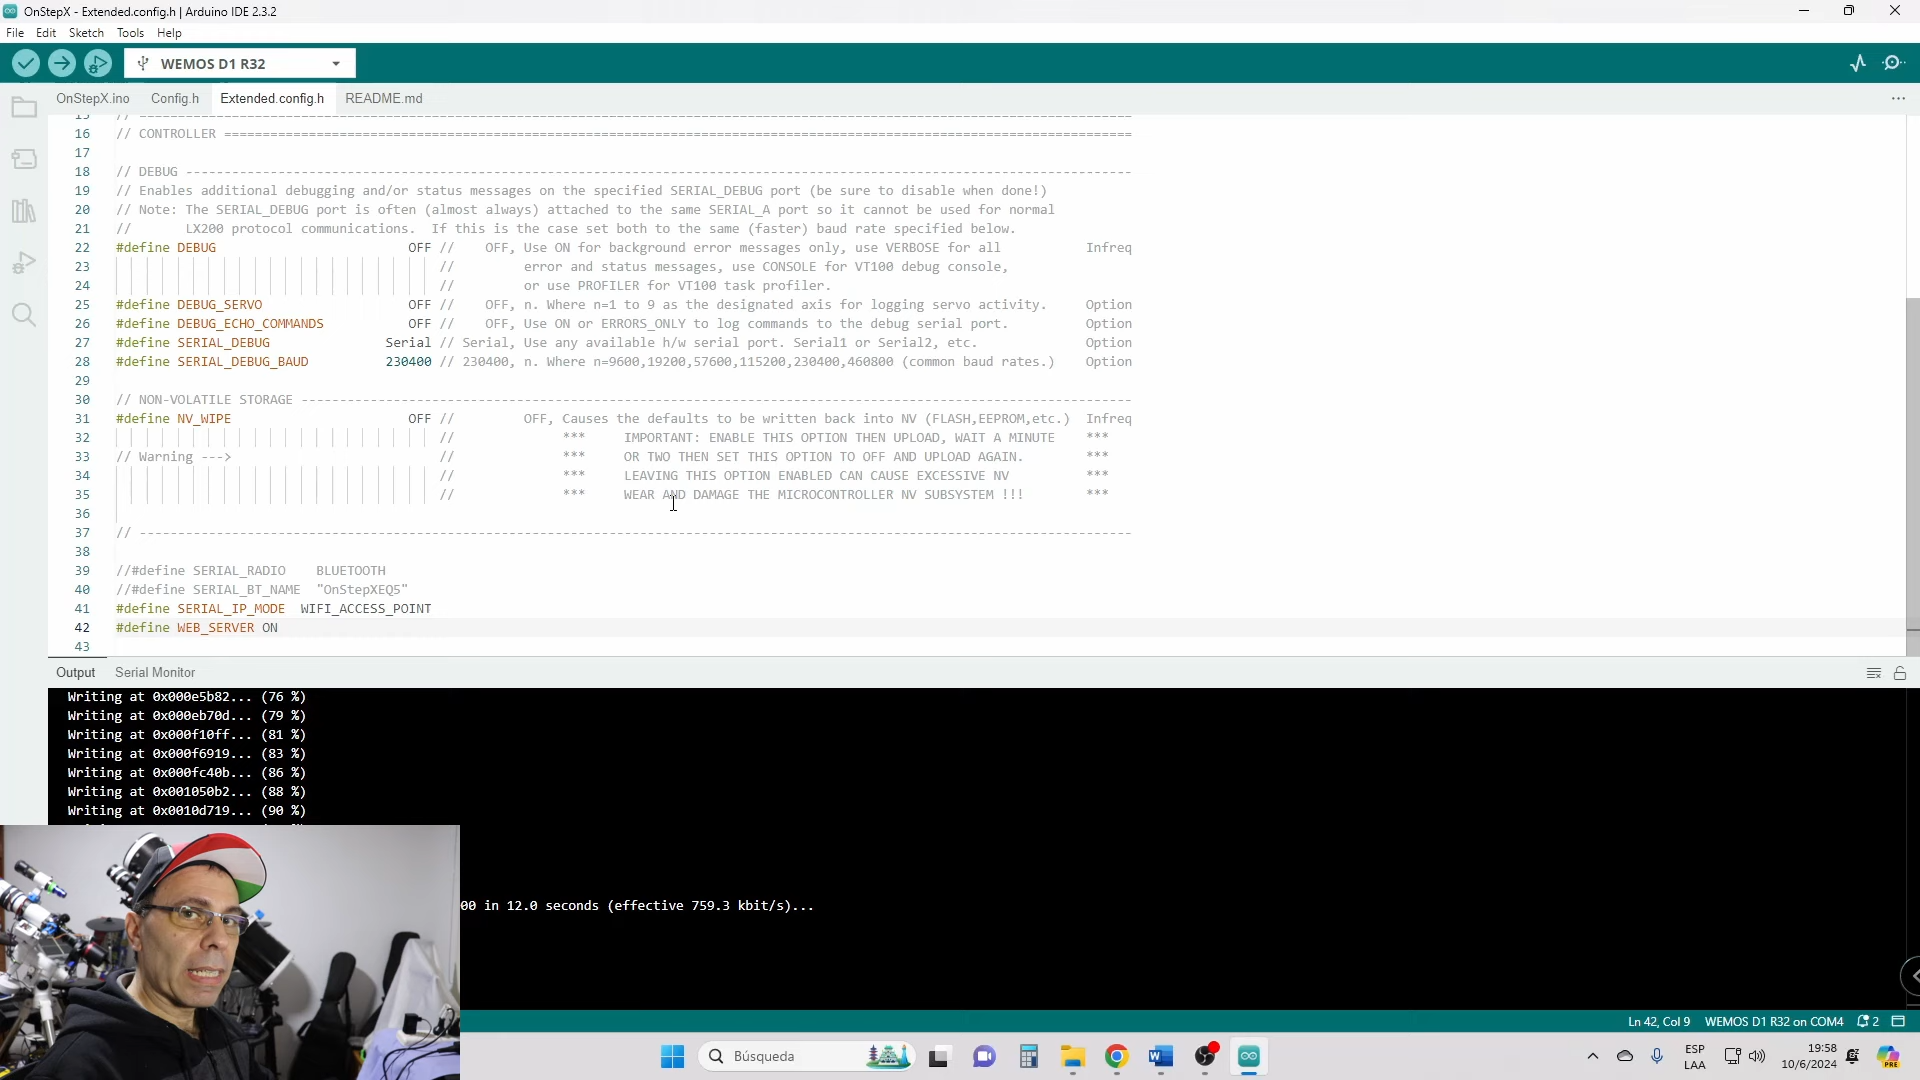 OnStepX - Extended.config.h | Arduino IDE 2.3.2
File Edit Sketch Tools Help
WEMOS D1 R32
OnStepX.ino Config.h Extended.config.h README.md
15 // =====================================================================================================================
16 // CONTROLLER ======================================================================================================================
17
18 // DEBUG ---------------------------------------------------------------------------------------------------------------------------
19 // Enables additional debugging and/or status messages on the specified SERIAL_DEBUG port (be sure to disable when done!)
20 // Note: The SERIAL_DEBUG port is often (almost always) attached to the same SERIAL_A port so it cannot be used for normal
21 // LX200 protocol communications. If this is the case set both to the same (faster) baud rate specified below.
22 #define DEBUG OFF // OFF, Use ON for background error messages only, use VERBOSE for all Infreq
23 // error and status messages, use CONSOLE for VT100 debug console,
24 // or use PROFILER for VT100 task profiler.
25 #define DEBUG_SERVO OFF // OFF, n. Where n=1 to 9 as the designated axis for logging servo activity. Option
26 #define DEBUG_ECHO_COMMANDS OFF // OFF, Use ON or ERRORS_ONLY to log commands to the debug serial port. Option
27 #define SERIAL_DEBUG Serial // Serial, Use any available h/w serial port. Serial1 or Serial2, etc. Option
28 #define SERIAL_DEBUG_BAUD 230400 // 230400, n. Where n=9600,19200,57600,115200,230400,460800 (common baud rates.) Option
29
30 // NON-VOLATILE STORAGE ------------------------------------------------------------------------------------------------------------
31 #define NV_WIPE OFF // OFF, Causes the defaults to be written back into NV (FLASH,EEPROM,etc.) Infreq
32 // *** IMPORTANT: ENABLE THIS OPTION THEN UPLOAD, WAIT A MINUTE ***
33 // Warning ---> // *** OR TWO THEN SET THIS OPTION TO OFF AND UPLOAD AGAIN. ***
34 // *** LEAVING THIS OPTION ENABLED CAN CAUSE EXCESSIVE NV ***
35 // *** WEAR AND DAMAGE THE MICROCONTROLLER NV SUBSYSTEM !!! ***
36
37 // ---------------------------------------------------------------------------------------------------------------------------------
38
39 //#define SERIAL_RADIO BLUETOOTH
40 //#define SERIAL_BT_NAME "OnStepXEQ5"
41 #define SERIAL_IP_MODE WIFI_ACCESS_POINT
42 #define WEB_SERVER ON
43
Output Serial Monitor
Writing at 0x000e5b82... (76 %)
Writing at 0x000eb70d... (79 %)
Writing at 0x000f10ff... (81 %)
Writing at 0x000f6919... (83 %)
Writing at 0x000fc40b... (86 %)
Writing at 0x001050b2... (88 %)
Writing at 0x0010d719... (90 %)
00 in 12.0 seconds (effective 759.3 kbit/s)...
Ln 42, Col 9 WEMOS D1 R32 on COM4 2
Búsqueda
ESP
LAA
19:58
10/6/2024
PRE